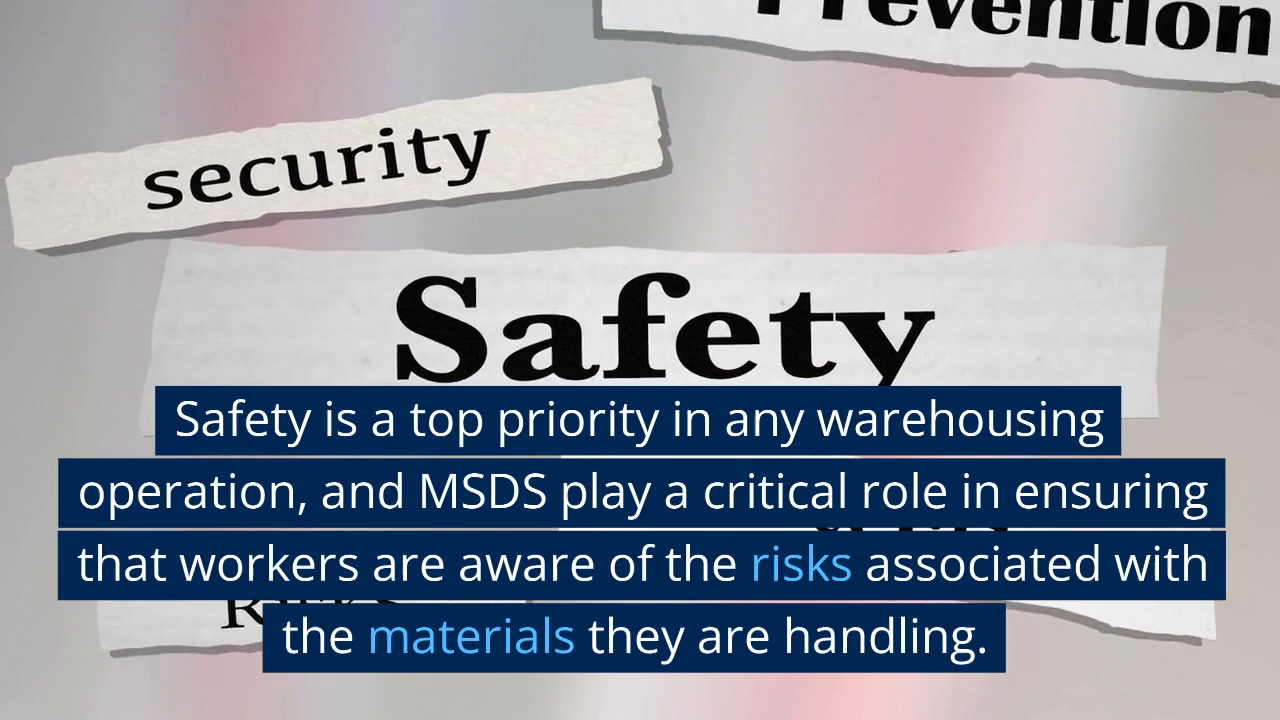 Prevention
security
Safety
Safety is a top priority in any warehousing
operation, and MSDS play a critical role in ensuring
that workers are aware of the risks associated with
the materials they are handling.